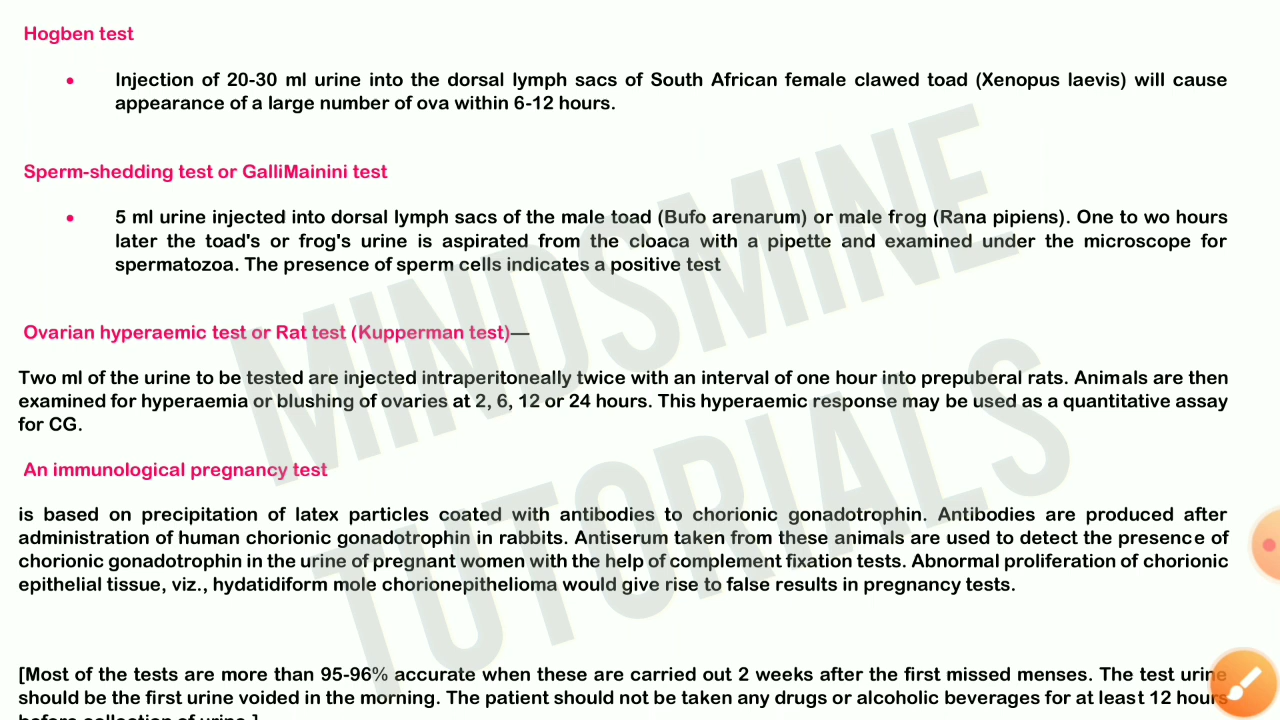 Hogben test
• Injection of 20-30 ml urine into the dorsal lymph sacs of South African female clawed toad (Xenopus laevis) will cause
appearance of a large number of ova within 6-12 hours.
Sperm-shedding test or GalliMainini test
• 5 ml urine injected into dorsal lymph sacs of the male toad (Bufo arenarum) or male frog (Rana pipiens). One to wo hours
later the toad's or frog's urine is aspirated from the cloaca with a pipette and examined under the microscope for
spermatozoa. The presence of sperm cells indicates a positive test
Ovarian hyperaemic test or Rat test (Kupperman test)—
Two ml of the urine to be tested are injected intraperitoneally twice with an interval of one hour into prepuberal rats. Animals are then
examined for hyperaemia or blushing of ovaries at 2, 6, 12 or 24 hours. This hyperaemic response may be used as a quantitative assay
for CG.
An immunological pregnancy test
is based on precipitation of latex particles coated with antibodies to chorionic gonadotrophin. Antibodies are produced after
administration of human chorionic gonadotrophin in rabbits. Antiserum taken from these animals are used to detect the presence of
chorionic gonadotrophin in the urine of pregnant women with the help of complement fixation tests. Abnormal proliferation of chorionic
epithelial tissue, viz., hydatidiform mole chorionepithelioma would give rise to false results in pregnancy tests.
[Most of the tests are more than 95-96% accurate when these are carried out 2 weeks after the first missed menses. The test urine
should be the first urine voided in the morning. The patient should not be taken any drugs or alcoholic beverages for at least 12 hours
before collection of urine.]
MINDSMINE
TUTORIALS